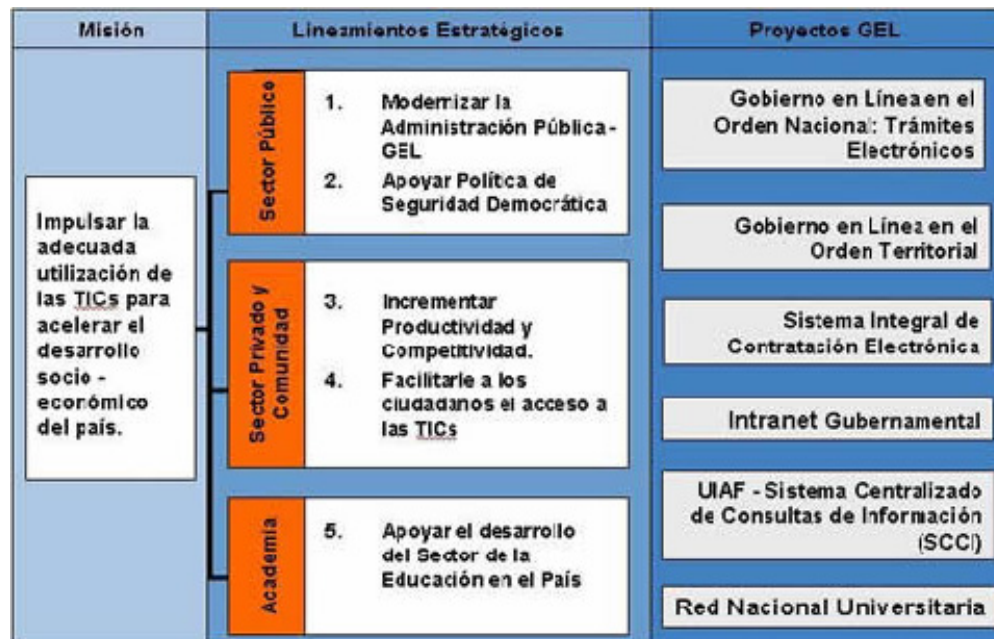 Misión
Lineamientos Estratégicos
Proyectos GEL
Impulsar la
adecuada
utilización de
las TICs para
acelerar el
desarrollo
socio -
económico
del país.
Sector Público
1. Modernizar la
Administración Pública -
GEL
2. Apoyar Política de
Seguridad Democrática
Sector Privado y
Comunidad
3. Incrementar
Productividad y
Competitividad.
4. Facilitarle a los
ciudadanos el acceso a
las TICs
Academia
5. Apoyar el desarrollo
del Sector de la
Educación en el País
Gobierno en Línea en el
Orden Nacional: Trámites
Electrónicos
Gobierno en Línea en el
Orden Territorial
Sistema Integral de
Contratación Electrónica
Intranet Gubernamental
UIAF - Sistema Centralizado
de Consultas de Información
(SCCI)
Red Nacional Universitaria